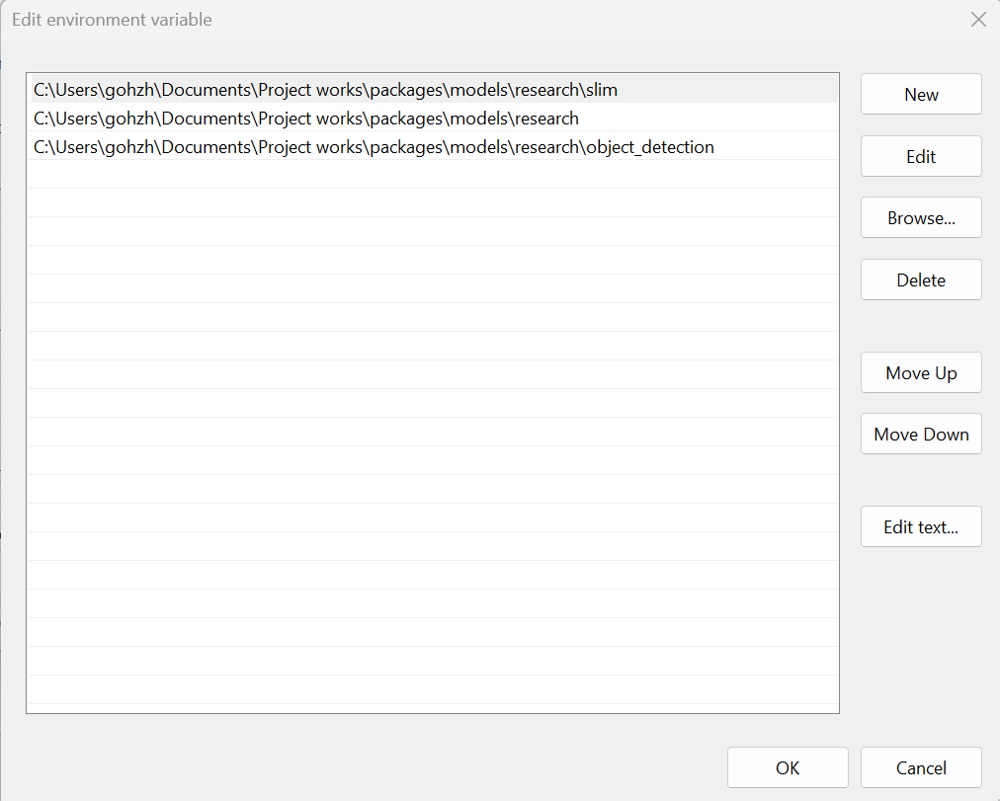 Edit environment variable
C:\Users\gohzh\Documents\Project works\packages\models\research\slim
C:\Users\gohzh\Documents\Project works\packages\models\research
C:\Users\gohzh\Documents\Project works\packages\models\research\object_detection
New
Edit
Browse...
Delete
Move Up
Move Down
Edit text...
OK
Cancel